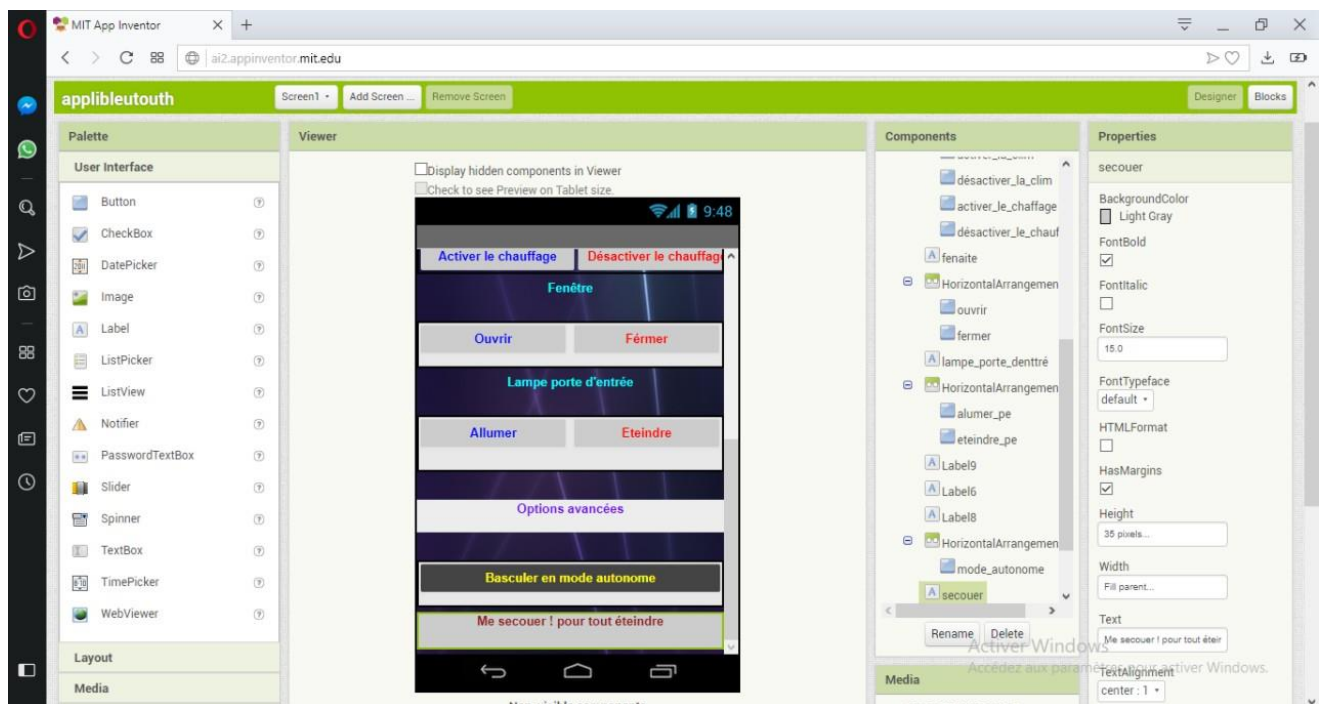 MIT App Inventor
ai2.appinventor.mit.edu
applibleutouth
Screen1
Add Screen ...
Remove Screen
Designer
Blocks
Palette
User Interface
Button
CheckBox
DatePicker
Image
Label
ListPicker
ListView
Notifier
PasswordTextBox
Slider
Spinner
TextBox
TimePicker
WebViewer
Layout
Media
Viewer
Display hidden components in Viewer
Check to see Preview on Tablet size.
9:48
Activer le chauffage
Désactiver le chauffage
Fenêtre
Ouvrir
Férmer
Lampe porte d'entrée
Allumer
Eteindre
Options avancées
Basculer en mode autonome
Me secouer ! pour tout éteindre
Components
désactiver_la_clim
activer_le_chaffage
désactiver_le_chauf
fenaite
HorizontalArrangemen
ouvrir
fermer
lampe_porte_denttré
HorizontalArrangemen
alumer_pe
eteindre_pe
Label9
Label6
Label8
HorizontalArrangemen
mode_autonome
secouer
Rename
Delete
Media
Properties
secouer
BackgroundColor
Light Gray
FontBold
FontItalic
FontSize
15.0
FontTypeface
default
HTMLFormat
HasMargins
Height
35 pixels...
Width
Fill parent...
Text
Me secouer ! pour tout éteir
TextAlignment
center : 1
Activer Windows
Accédez aux paramètres pour activer Windows.